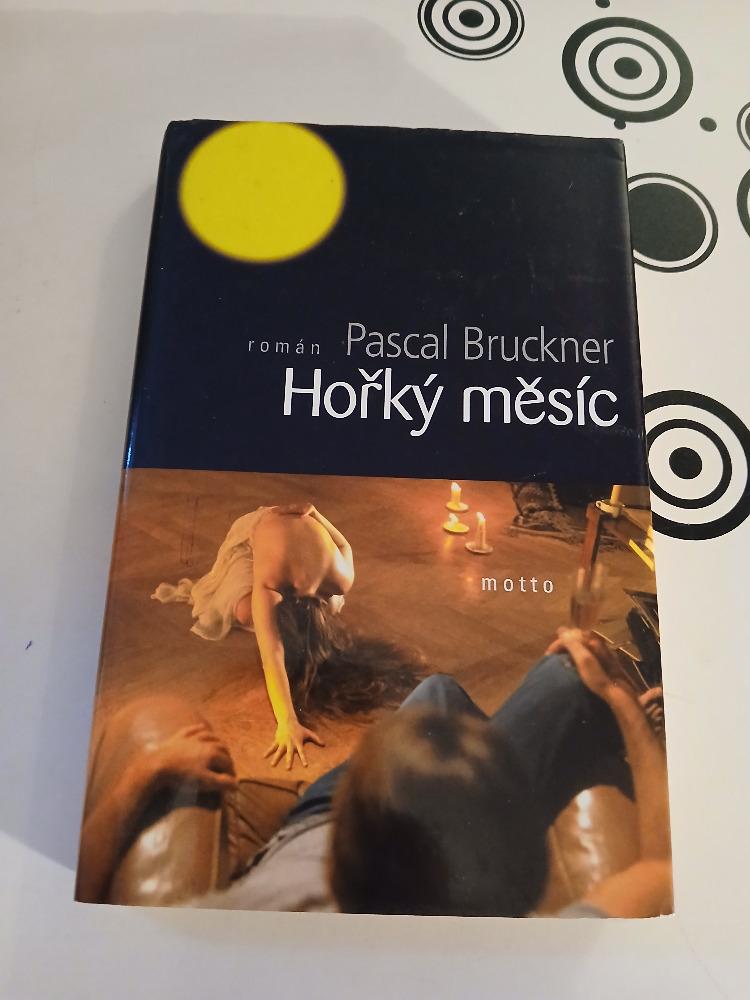 román Pascal Bruckner
Hořký měsíc
motto